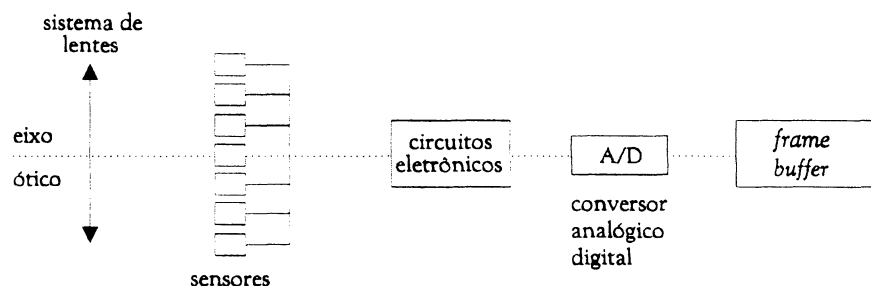 sistema de
lentes
eixo
ótico
sensores
circuitos
eletrônicos
A/D
conversor
analógico
digital
frame
buffer